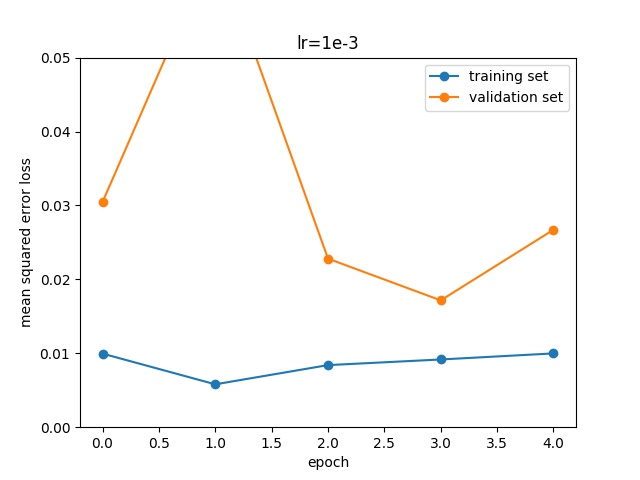 lr=1e-3
training set
validation set
mean squared error loss
0.05
0.04
0.03
0.02
0.01
0.00
0.0 0.5 1.0 1.5 2.0 2.5 3.0 3.5 4.0
epoch